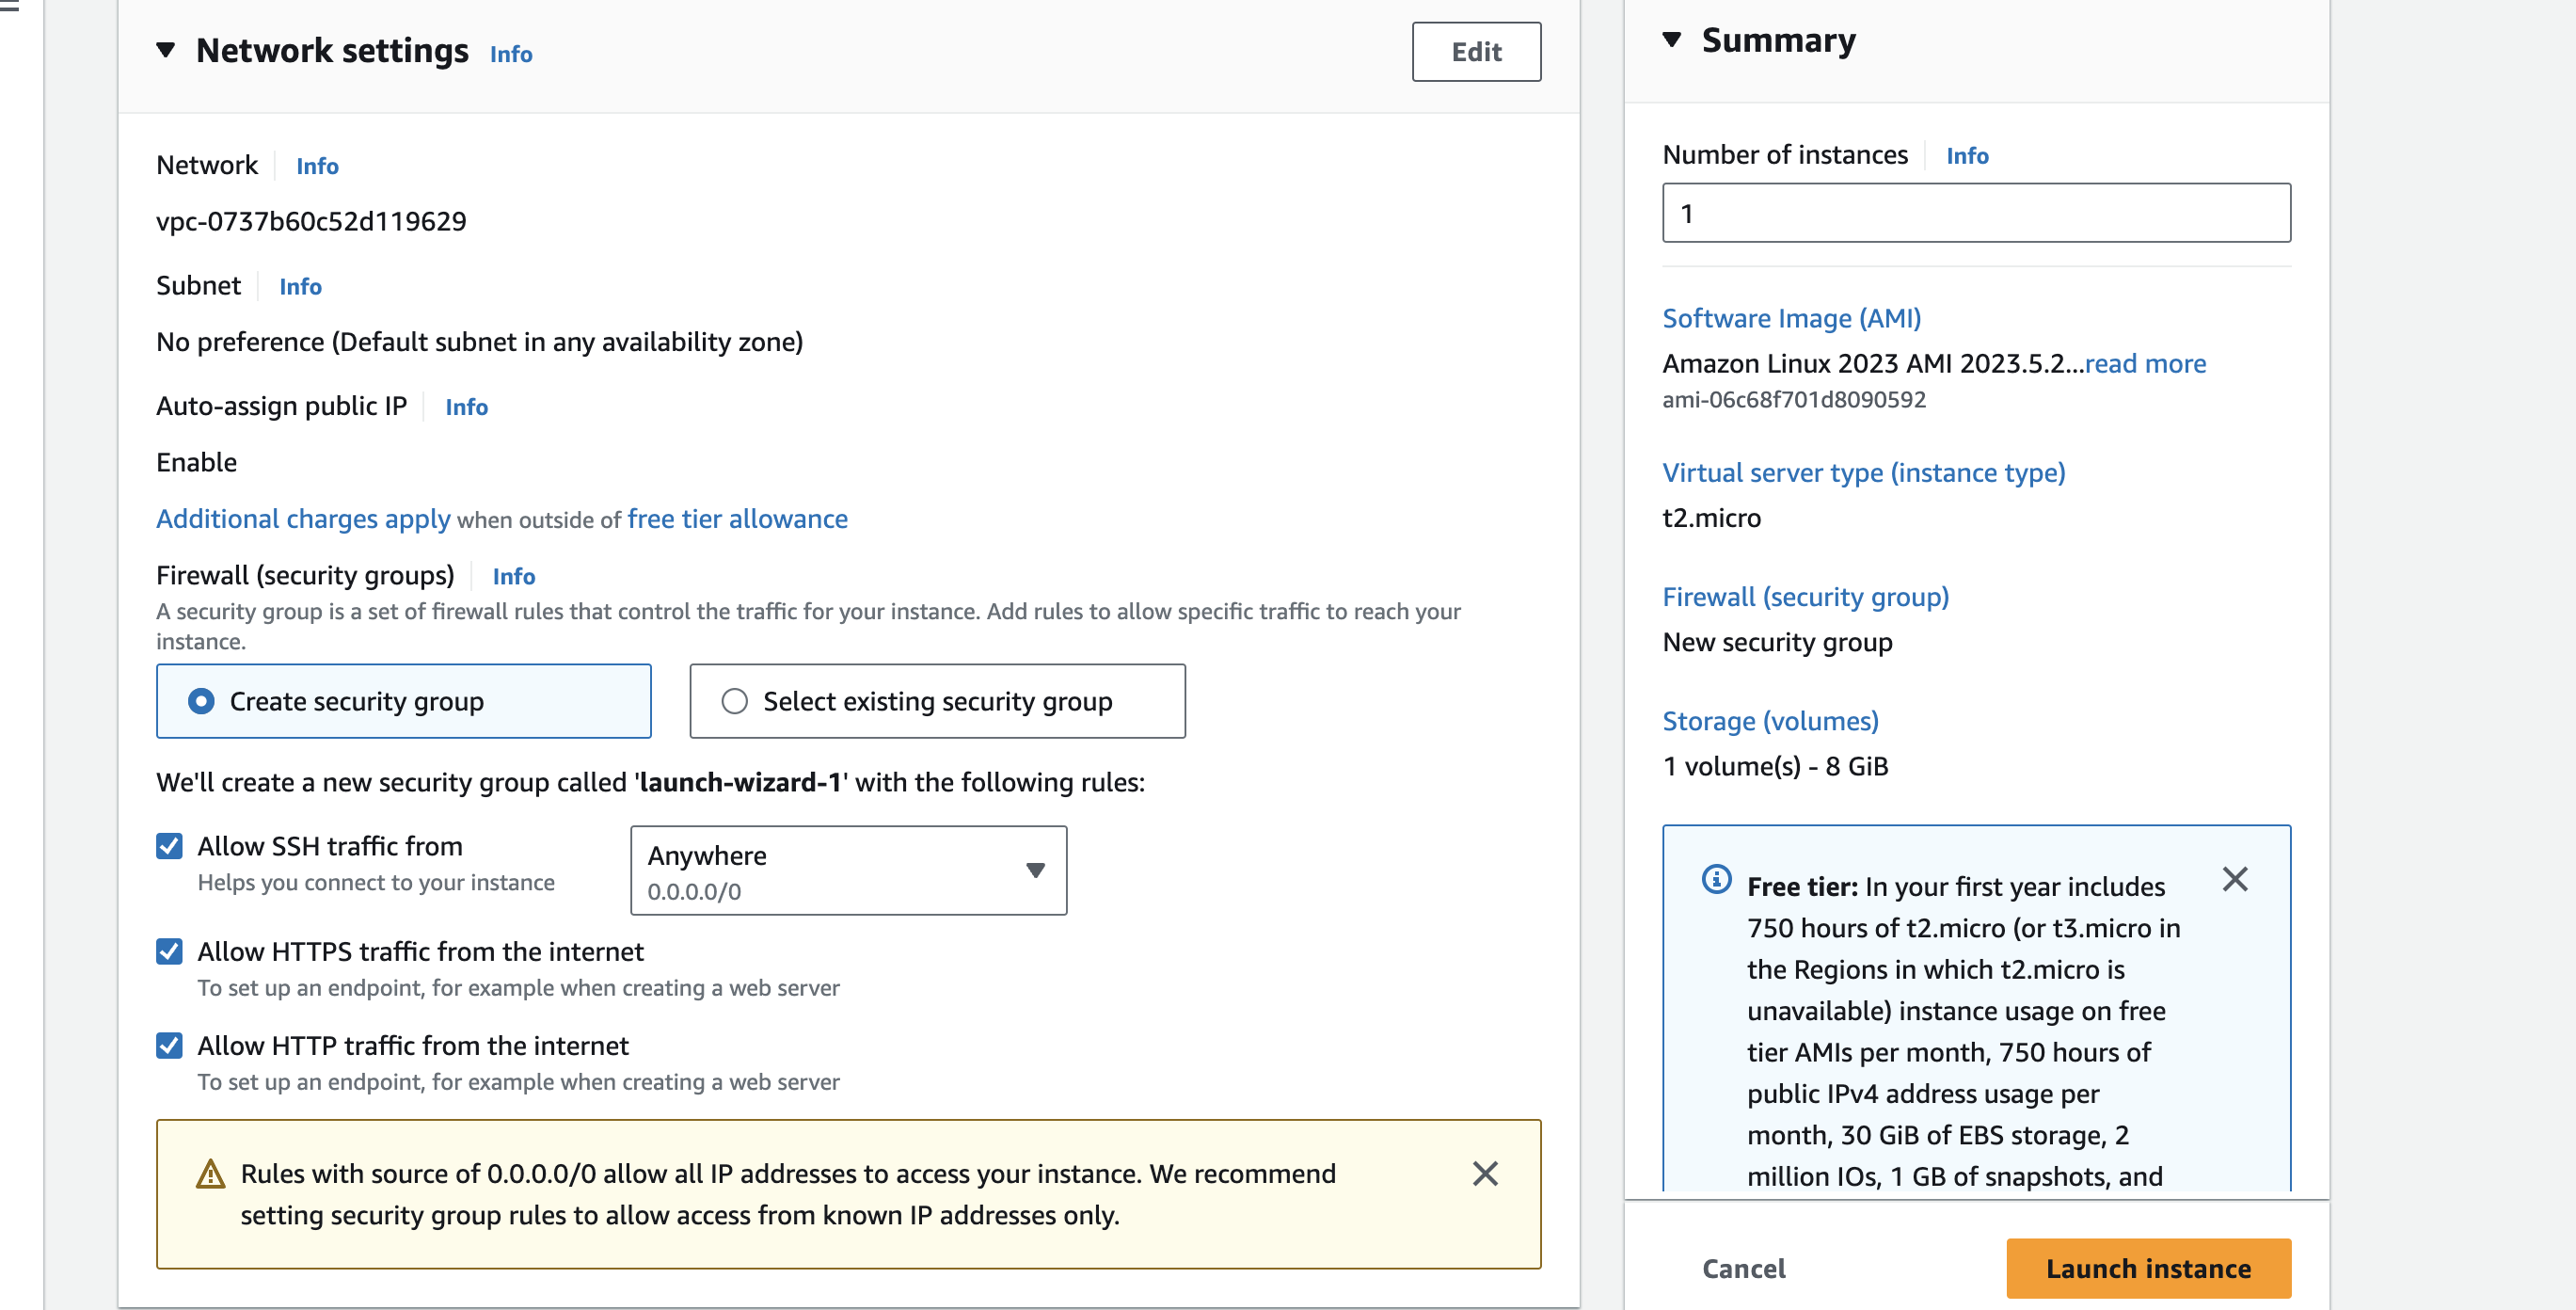 Network settings Info
Edit
Network Info
vpc-0737b60c52d119629
Subnet Info
No preference (Default subnet in any availability zone)
Auto-assign public IP Info
Enable
Additional charges apply when outside of free tier allowance
Firewall (security groups) Info
A security group is a set of firewall rules that control the traffic for your instance. Add rules to allow specific traffic to reach your
instance.
Create security group
Select existing security group
We'll create a new security group called 'launch-wizard-1' with the following rules:
Allow SSH traffic from
Helps you connect to your instance
Anywhere
0.0.0.0/0
Allow HTTPS traffic from the internet
To set up an endpoint, for example when creating a web server
Allow HTTP traffic from the internet
To set up an endpoint, for example when creating a web server
Rules with source of 0.0.0.0/0 allow all IP addresses to access your instance. We recommend
setting security group rules to allow access from known IP addresses only.
Summary
Number of instances Info
1
Software Image (AMI)
Amazon Linux 2023 AMI 2023.5.2...read more
ami-06c68f701d8090592
Virtual server type (instance type)
t2.micro
Firewall (security group)
New security group
Storage (volumes)
1 volume(s) - 8 GiB
Free tier: In your first year includes
750 hours of t2.micro (or t3.micro in
the Regions in which t2.micro is
unavailable) instance usage on free
tier AMIs per month, 750 hours of
public IPv4 address usage per
month, 30 GiB of EBS storage, 2
million IOs, 1 GB of snapshots, and
Cancel
Launch instance